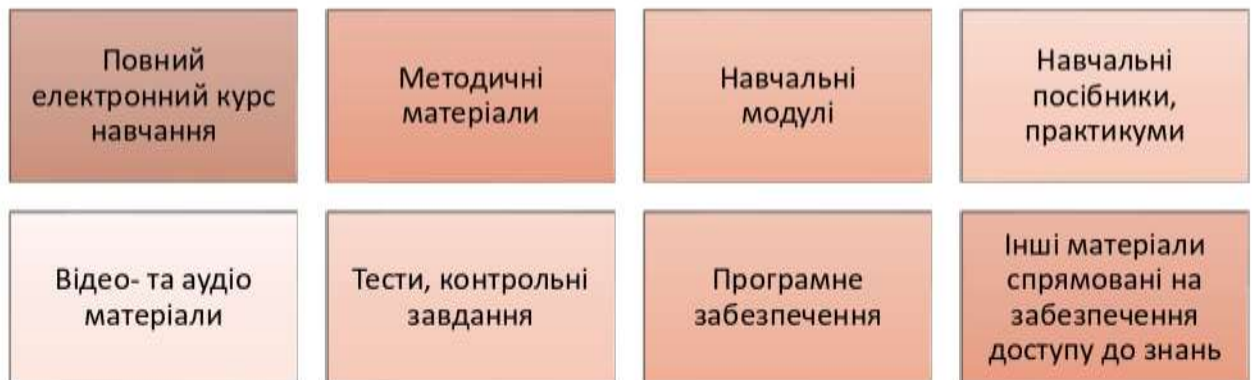 Повний
електронний курс
навчання
Методичні
матеріали
Навчальні
модулі
Навчальні
посібники,
практикуми
Відео- та аудіо
матеріали
Тести, контрольні
завдання
Програмне
забезпечення
Інші матеріали
спрямовані на
забезпечення
доступу до знань